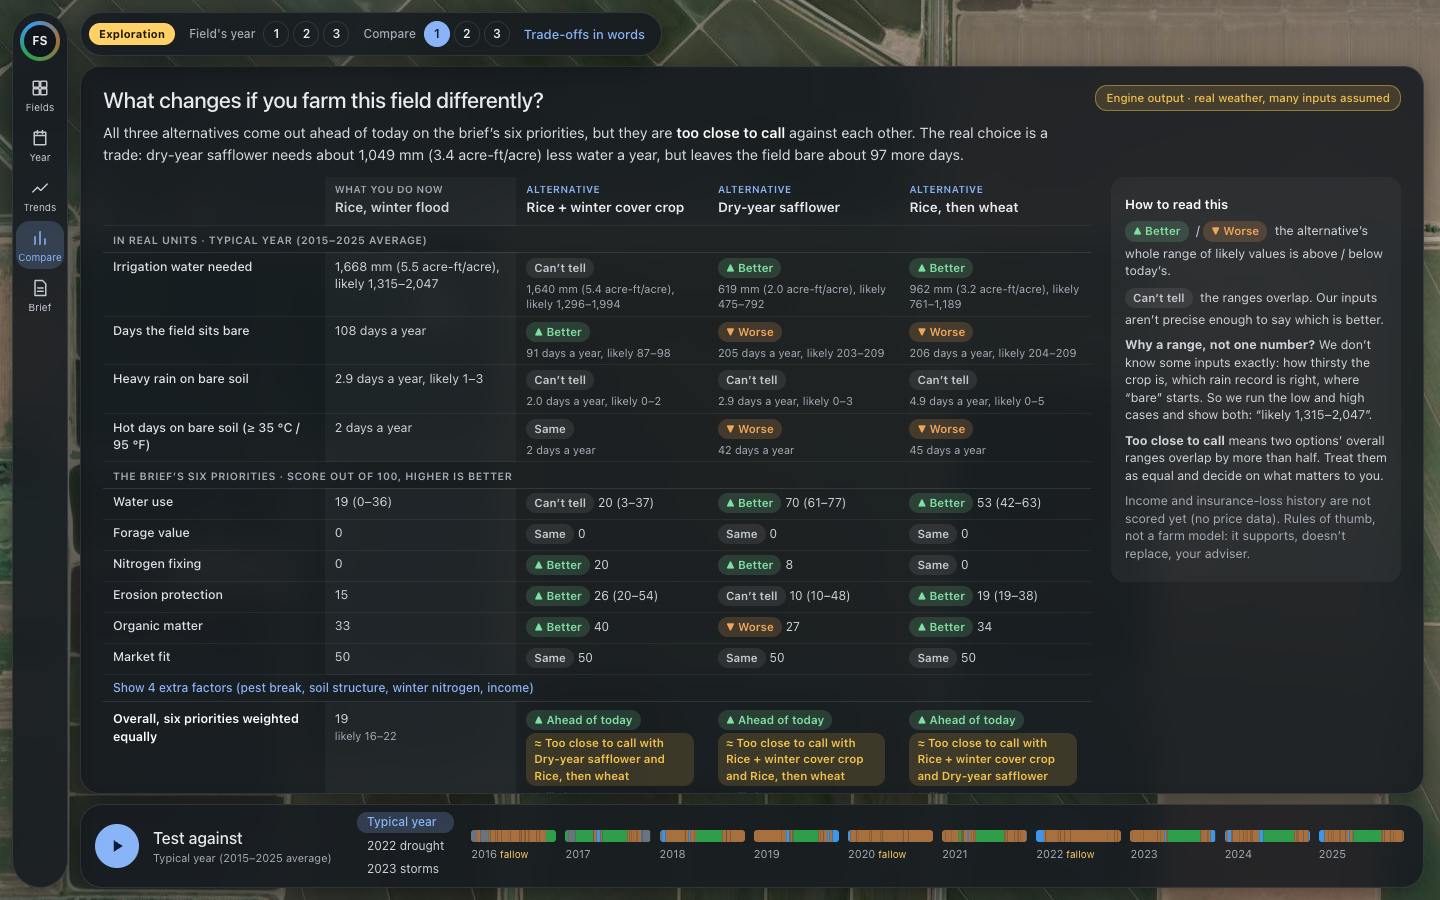 FS
Fields
Year
Trends
Compare
Brief
Exploration
Field's year 1 2 3
Compare 1 2 3
Trade-offs in words
What changes if you farm this field differently?
Engine output · real weather, many inputs assumed
All three alternatives come out ahead of today on the brief's six priorities, but they are too close to call against each other. The real choice is a
trade: dry-year safflower needs about 1,049 mm (3.4 acre-ft/acre) less water a year, but leaves the field bare about 97 more days.
WHAT YOU DO NOW
Rice, winter flood
ALTERNATIVE
Rice + winter cover crop
ALTERNATIVE
Dry-year safflower
ALTERNATIVE
Rice, then wheat
IN REAL UNITS · TYPICAL YEAR (2015–2025 AVERAGE)
Irrigation water needed
1,668 mm (5.5 acre-ft/acre),
likely 1,315–2,047
Can't tell
1,640 mm (5.4 acre-ft/acre),
likely 1,296–1,994
▲ Better
619 mm (2.0 acre-ft/acre), likely
475–792
▲ Better
962 mm (3.2 acre-ft/acre), likely
761–1,189
Days the field sits bare
108 days a year
▲ Better
91 days a year, likely 87–98
▼ Worse
205 days a year, likely 203–209
▼ Worse
206 days a year, likely 204–209
Heavy rain on bare soil
2.9 days a year, likely 1–3
Can't tell
2.0 days a year, likely 0–2
Can't tell
2.9 days a year, likely 0–3
Can't tell
4.9 days a year, likely 0–5
Hot days on bare soil (≥ 35 °C /
95 °F)
2 days a year
Same
2 days a year
▼ Worse
42 days a year
▼ Worse
45 days a year
THE BRIEF'S SIX PRIORITIES · SCORE OUT OF 100, HIGHER IS BETTER
Water use
19 (0–36)
Can't tell 20 (3–37)
▲ Better 70 (61–77)
▲ Better 53 (42–63)
Forage value
0
Same 0
Same 0
Same 0
Nitrogen fixing
0
▲ Better 20
▲ Better 8
Same 0
Erosion protection
15
▲ Better 26 (20–54)
Can't tell 10 (10–48)
▲ Better 19 (19–38)
Organic matter
33
▲ Better 40
▼ Worse 27
▲ Better 34
Market fit
50
Same 50
Same 50
Same 50
Show 4 extra factors (pest break, soil structure, winter nitrogen, income)
Overall, six priorities weighted
equally
19
likely 16–22
▲ Ahead of today
≈ Too close to call with
Dry-year safflower and
Rice, then wheat
▲ Ahead of today
≈ Too close to call with
Rice + winter cover crop
and Rice, then wheat
▲ Ahead of today
≈ Too close to call with
Rice + winter cover crop
and Dry-year safflower
How to read this
▲ Better / ▼ Worse the alternative's
whole range of likely values is above / below
today's.
Can't tell the ranges overlap. Our inputs
aren't precise enough to say which is better.
Why a range, not one number? We don't
know some inputs exactly: how thirsty the
crop is, which rain record is right, where
“bare” starts. So we run the low and high
cases and show both: “likely 1,315–2,047”.
Too close to call means two options' overall
ranges overlap by more than half. Treat them
as equal and decide on what matters to you.
Income and insurance-loss history are not
scored yet (no price data). Rules of thumb,
not a farm model: it supports, doesn't
replace, your adviser.
Test against
Typical year (2015–2025 average)
Typical year
2022 drought
2023 storms
2016 fallow
2017
2018
2019
2020 fallow
2021
2022 fallow
2023
2024
2025